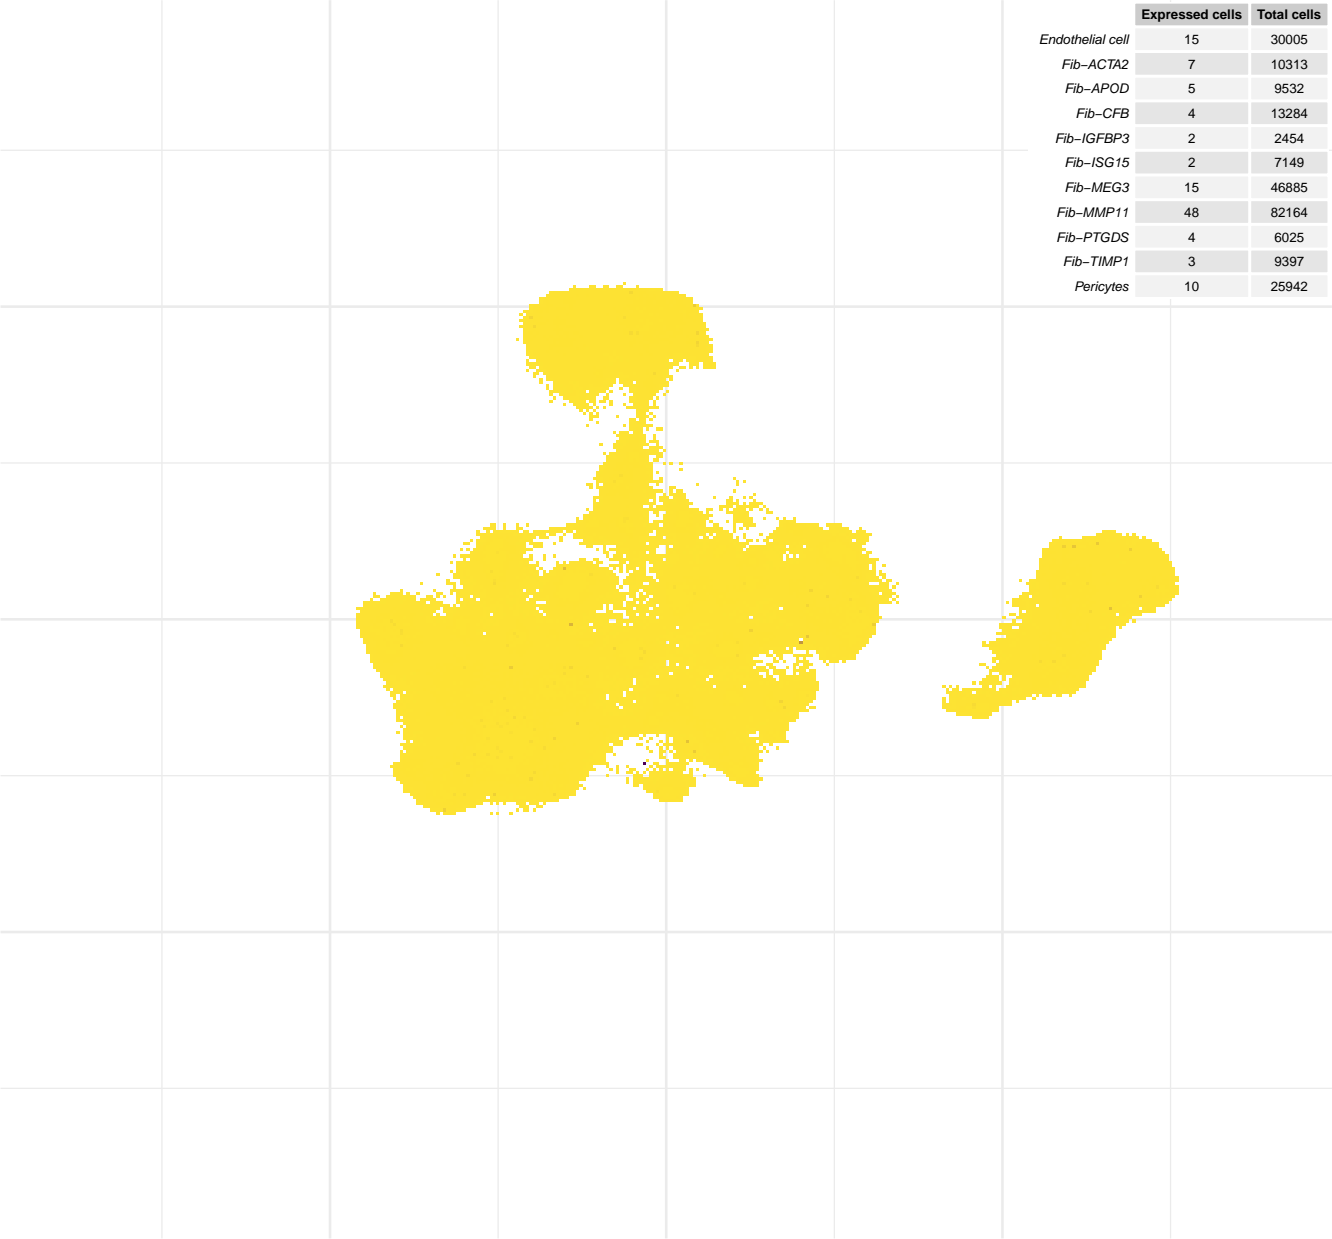 Expressed cells Total cells
Endothelial cell 15 30005
Fib−ACTA2 7 10313
Fib−APOD 5 9532
Fib−CFB 4 13284
Fib−IGFBP3 2 2454
Fib−ISG15 2 7149
Fib−MEG3 15 46885
Fib−MMP11 48 82164
Fib−PTGDS 4 6025
Fib−TIMP1 3 9397
Pericytes 10 25942